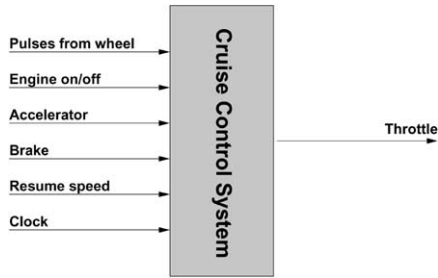 Pulses from wheel
Engine on/off
Accelerator
Brake
Resume speed
Clock
Cruise Control System
Throttle